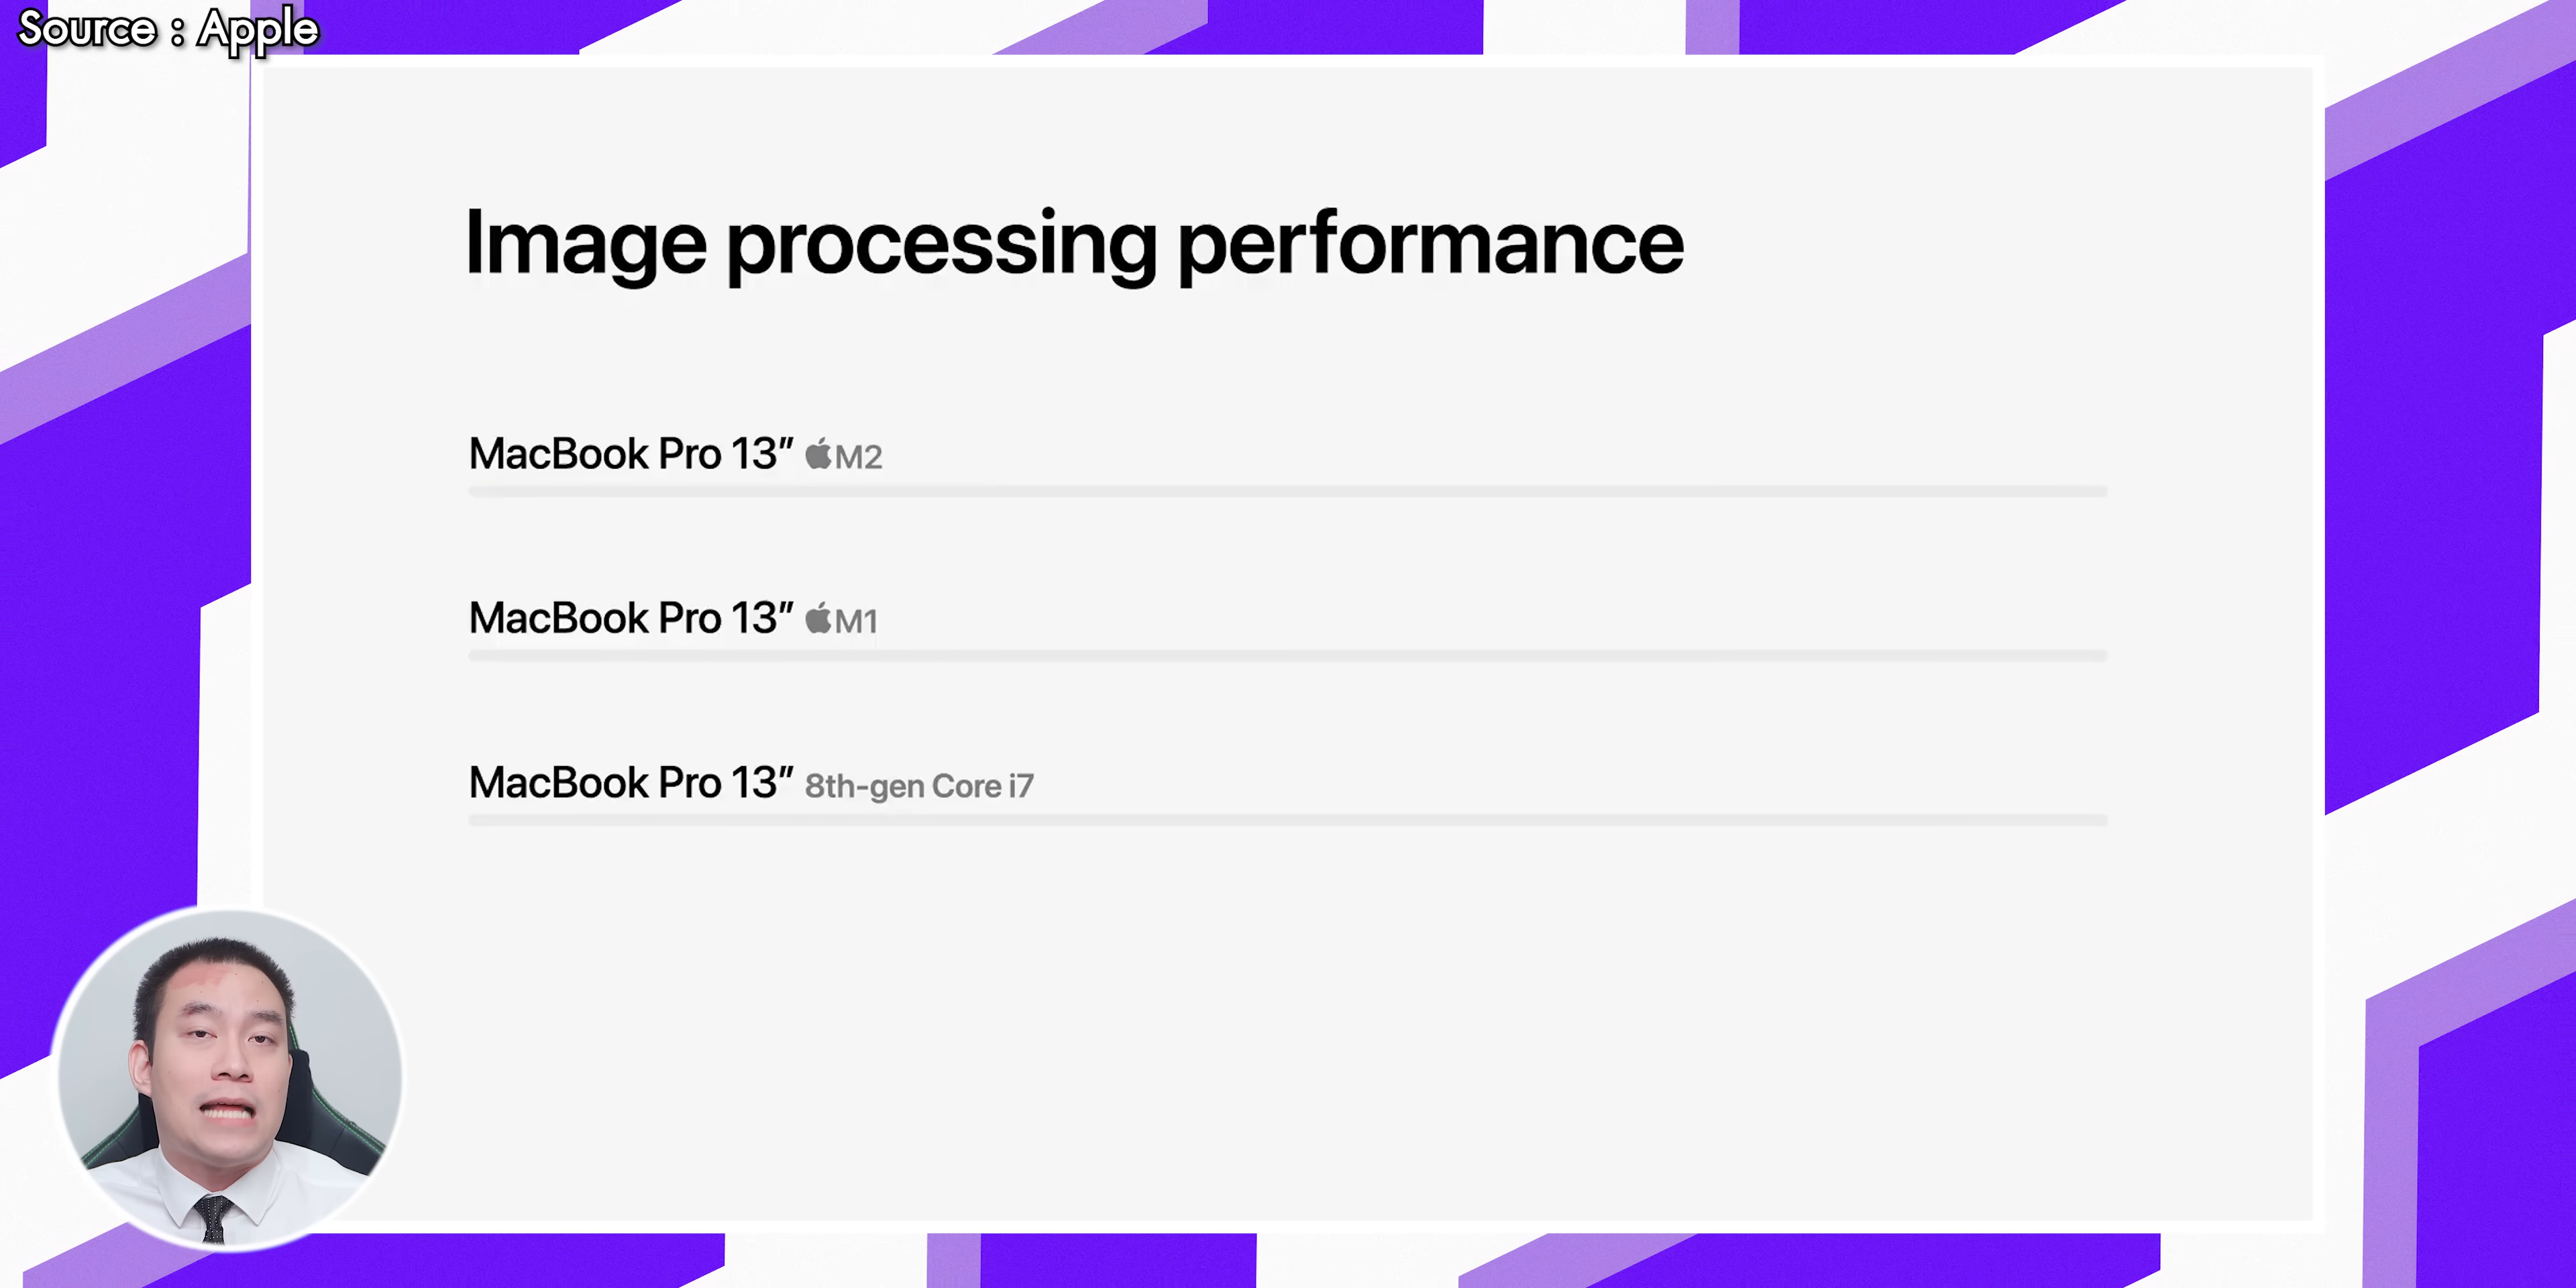 Source : Apple
Image processing performance
MacBook Pro 13″ M2
MacBook Pro 13″ M1
MacBook Pro 13″ 8th-gen Core i7